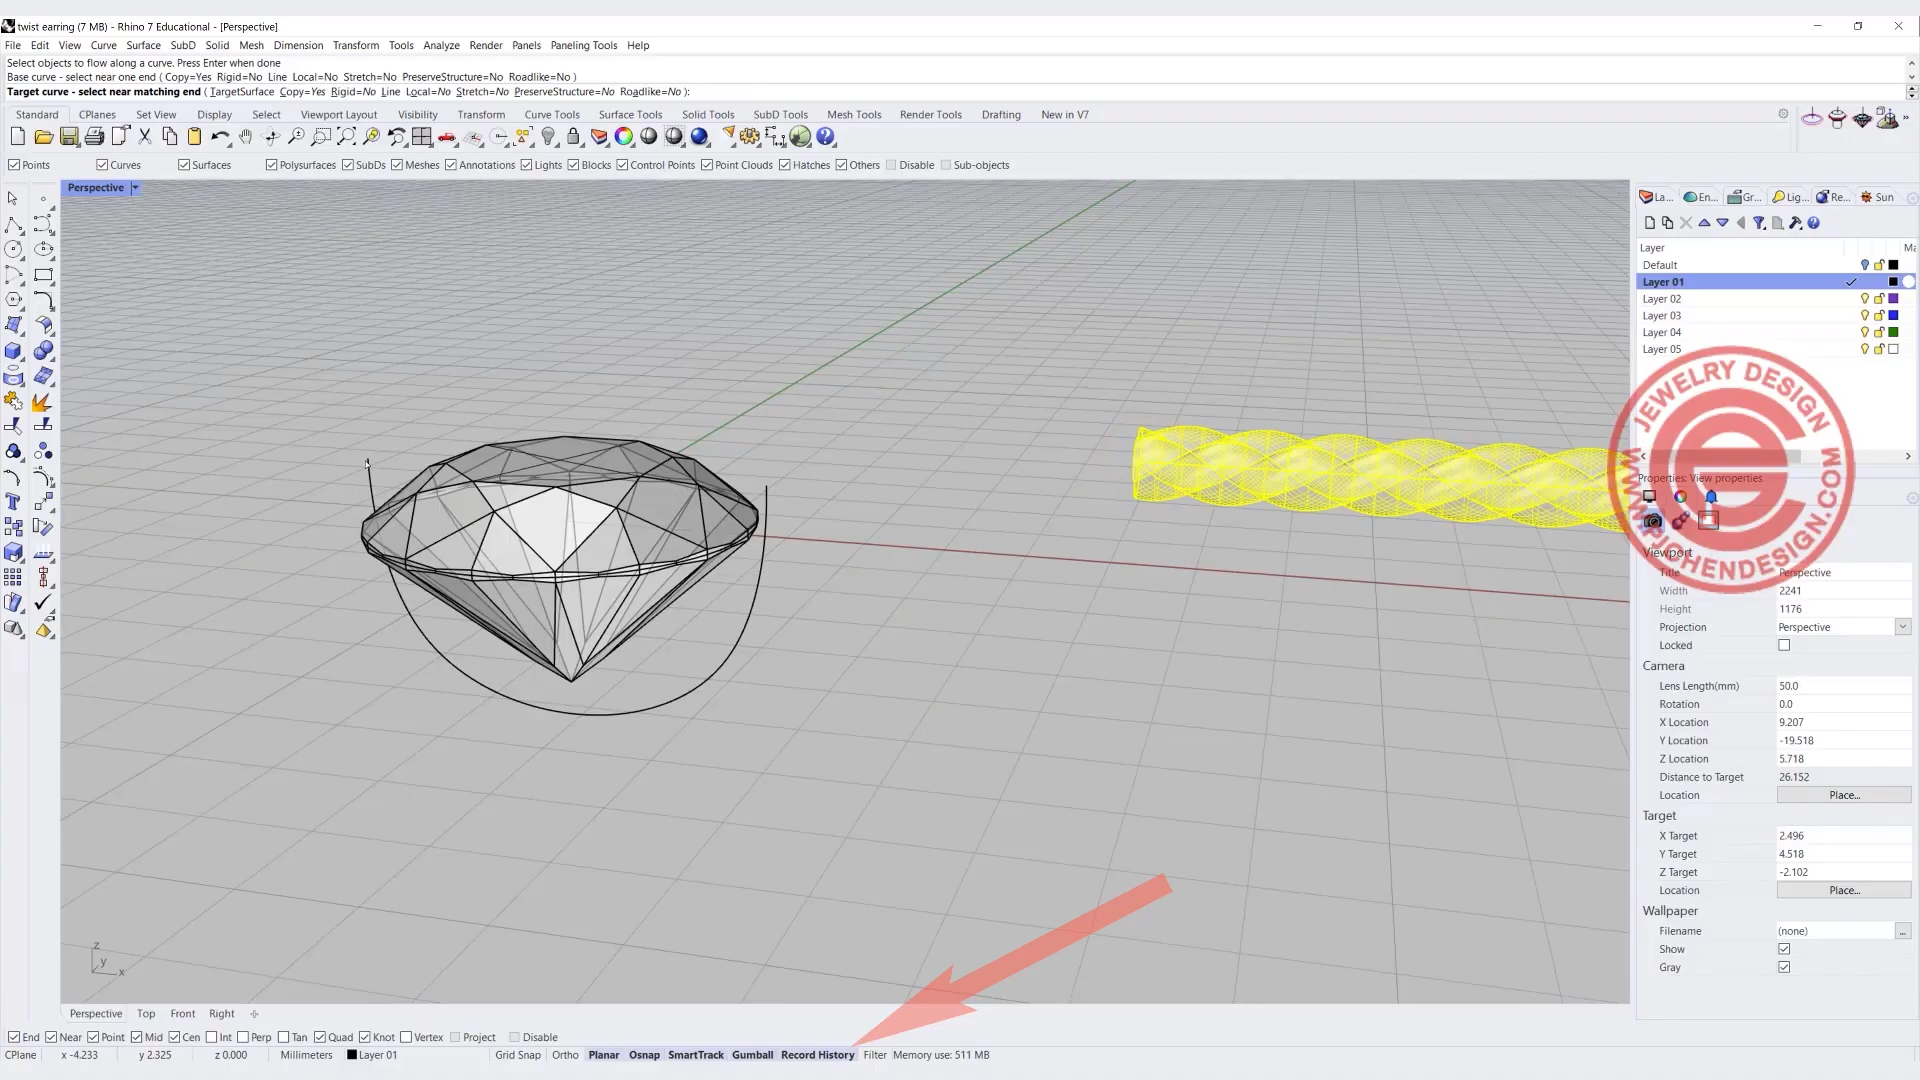 twist earring (7 MB) - Rhino 7 Educational - [Perspective]
File Edit View Curve Surface SubD Solid Mesh Dimension Transform Tools Analyze Render Panels Paneling Tools Help
Select objects to flow along a curve. Press Enter when done
Base curve - select near one end ( Copy=Yes Rigid=No Line Local=No Stretch=No PreserveStructure=No Roadlike=No )
Target curve - select near matching end ( TargetSurface Copy=Yes Rigid=No Line Local=No Stretch=No PreserveStructure=No Roadlike=No ):
Standard CPlanes Set View Display Select Viewport Layout Visibility Transform Curve Tools Surface Tools Solid Tools SubD Tools Mesh Tools Render Tools Drafting New in V7
Points Curves Surfaces Polysurfaces SubDs Meshes Annotations Lights Blocks Control Points Point Clouds Hatches Others Disable Sub-objects
Perspective
La... En... Gr... Lig... Re... Sun
Layer Ma
Default
Layer 01
Layer 02
Layer 03
Layer 04
Layer 05
JEWELRY DESIGN
WWW.PJCHENDESIGN.COM
Properties: View properties
Viewport
Title Perspective
Width 2241
Height 1176
Projection Perspective
Locked
Camera
Lens Length(mm) 50.0
Rotation 0.0
X Location 9.207
Y Location -19.518
Z Location 5.718
Distance to Target 26.152
Location Place...
Target
X Target 2.496
Y Target 4.518
Z Target -2.102
Location Place...
Wallpaper
Filename (none) ...
Show
Gray
z
y
x
Perspective Top Front Right
End Near Point Mid Cen Int Perp Tan Quad Knot Vertex Project Disable
CPlane x -4.233 y 2.325 z 0.000 Millimeters Layer 01 Grid Snap Ortho Planar Osnap SmartTrack Gumball Record History Filter Memory use: 511 MB